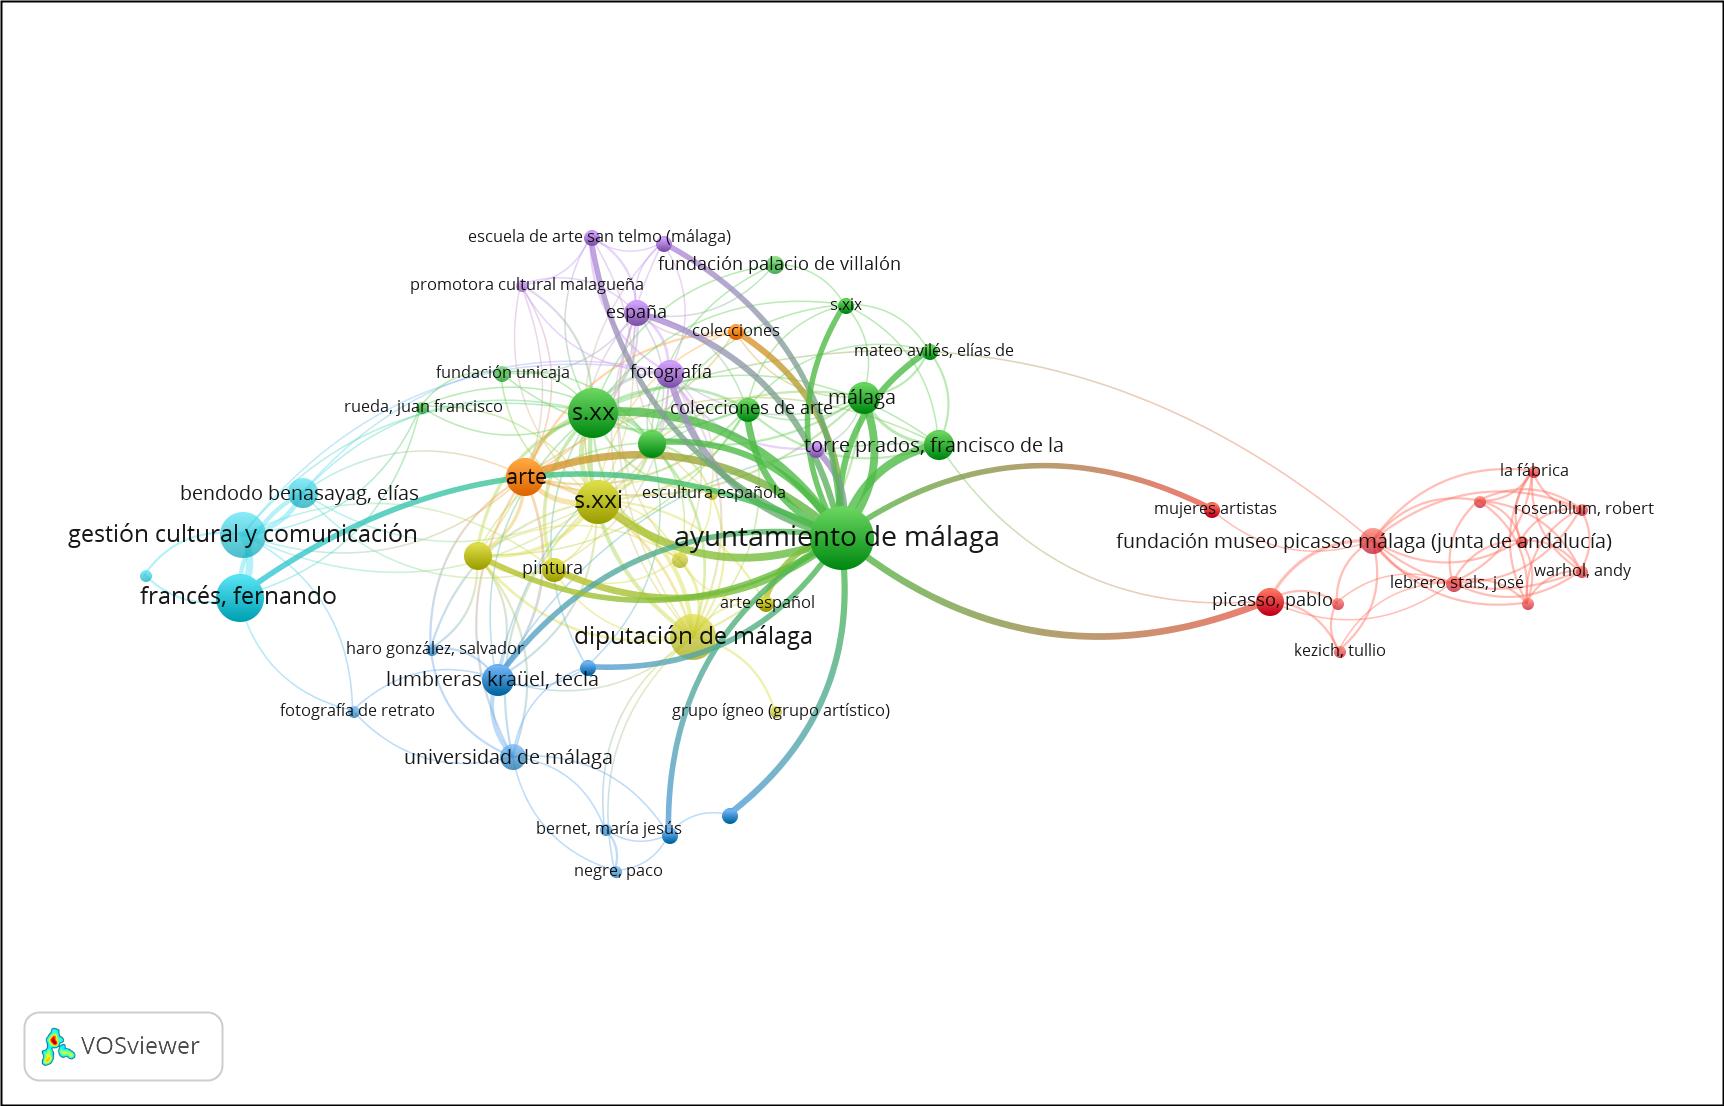 escuela de arte san telmo (málaga)
fundación palacio de villalón
promotora cultural malagueña
s.xix
españa
colecciones
mateo avilés, elías de
fundación unicaja
fotografía
málaga
rueda, juan francisco
s.xx
colecciones de arte
torre prados, francisco de la
la fábrica
arte
bendodo benasayag, elías
s.xxi
escultura española
mujeres artistas
rosenblum, robert
gestión cultural y comunicación
ayuntamiento de málaga
fundación museo picasso málaga (junta de andalucía)
pintura
warhol, andy
lebrero stals, josé
francés, fernando
arte español
picasso, pablo
diputación de málaga
haro gonzález, salvador
kezich, tullio
lumbreras kraüel, tecla
fotografía de retrato
grupo ígneo (grupo artístico)
universidad de málaga
bernet, maría jesús
negre, paco
VOSviewer